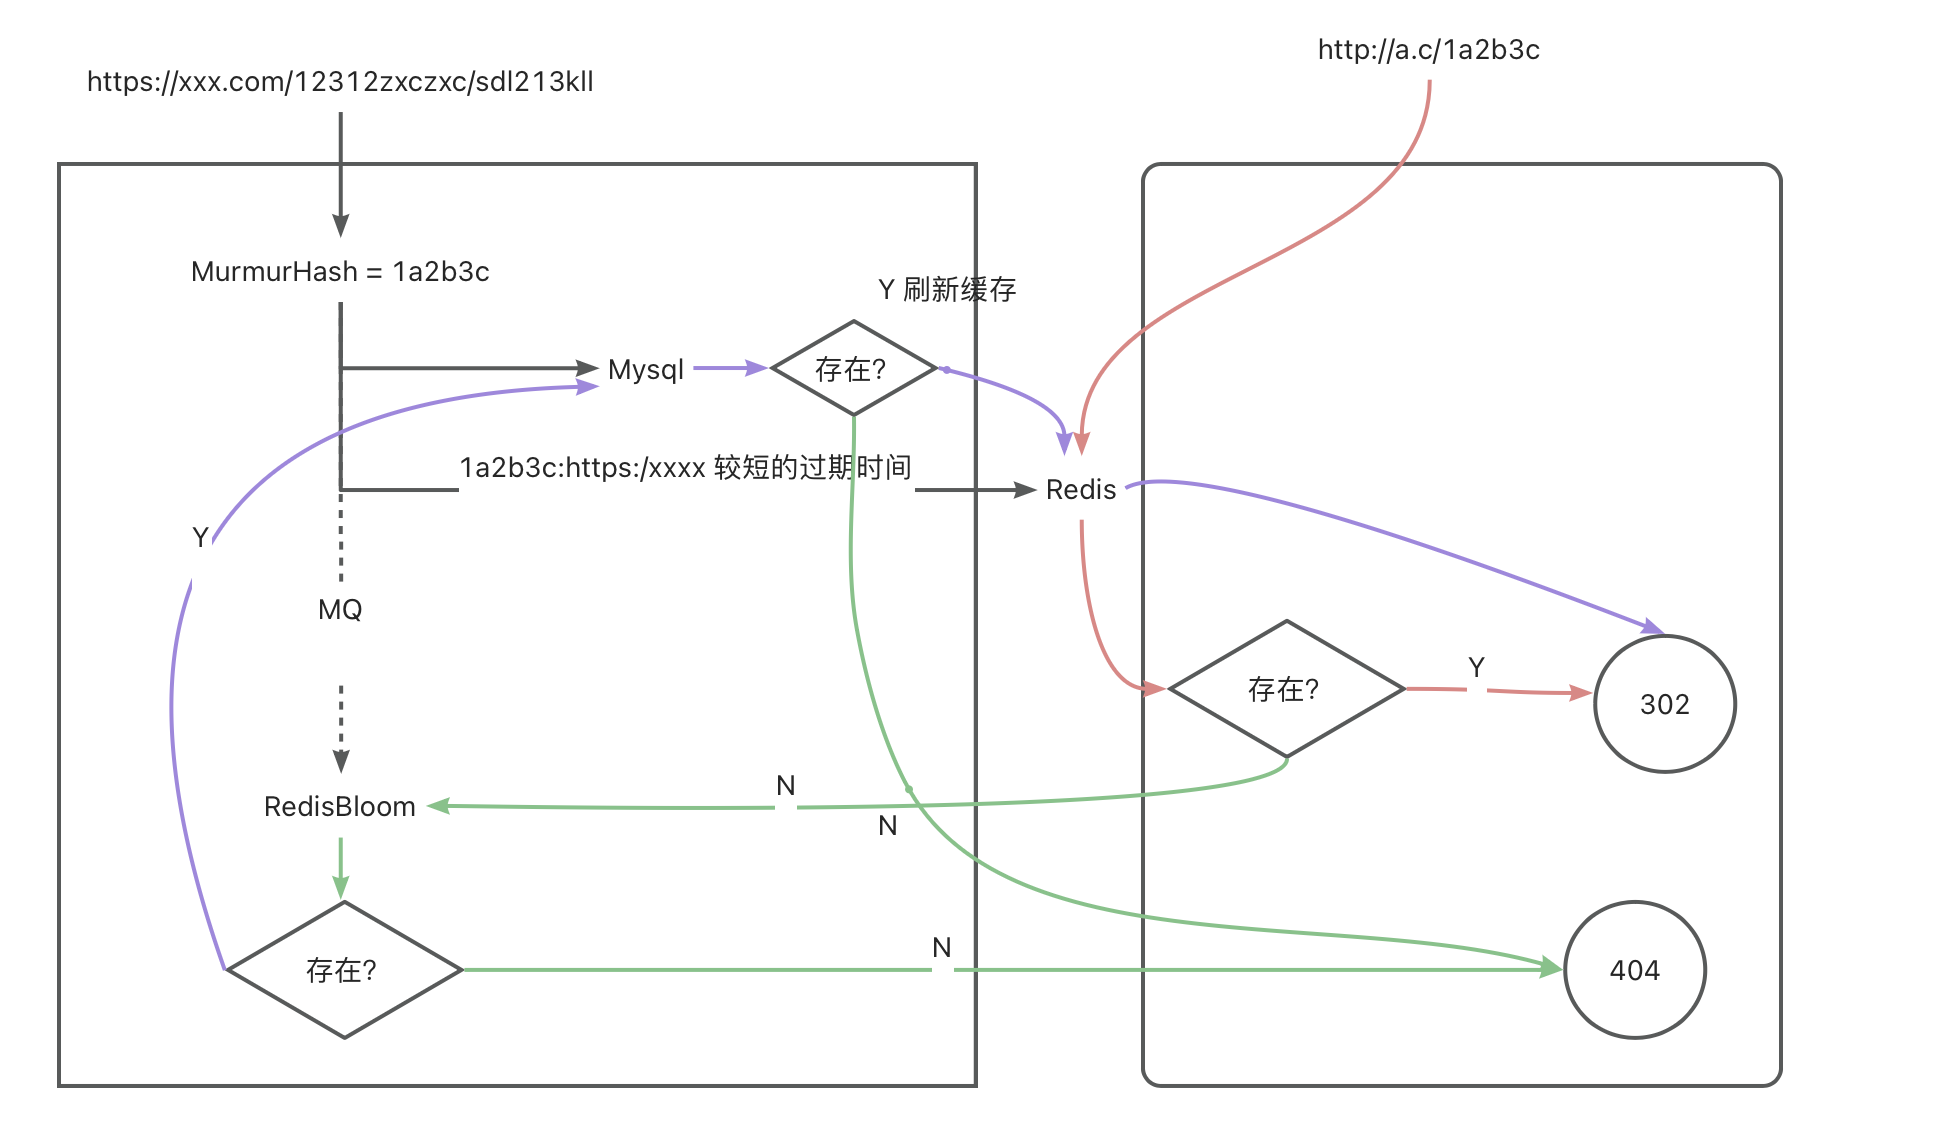 http://a.c/1a2b3c
https://xxx.com/12312zxczxc/sdl213kll
MurmurHash = 1a2b3c
Y 刷新缓存
Mysql
存在?
1a2b3c:https:/xxxx 较短的过期时间
Redis
Y
MQ
存在?
Y
302
RedisBloom
N
N
存在?
N
404